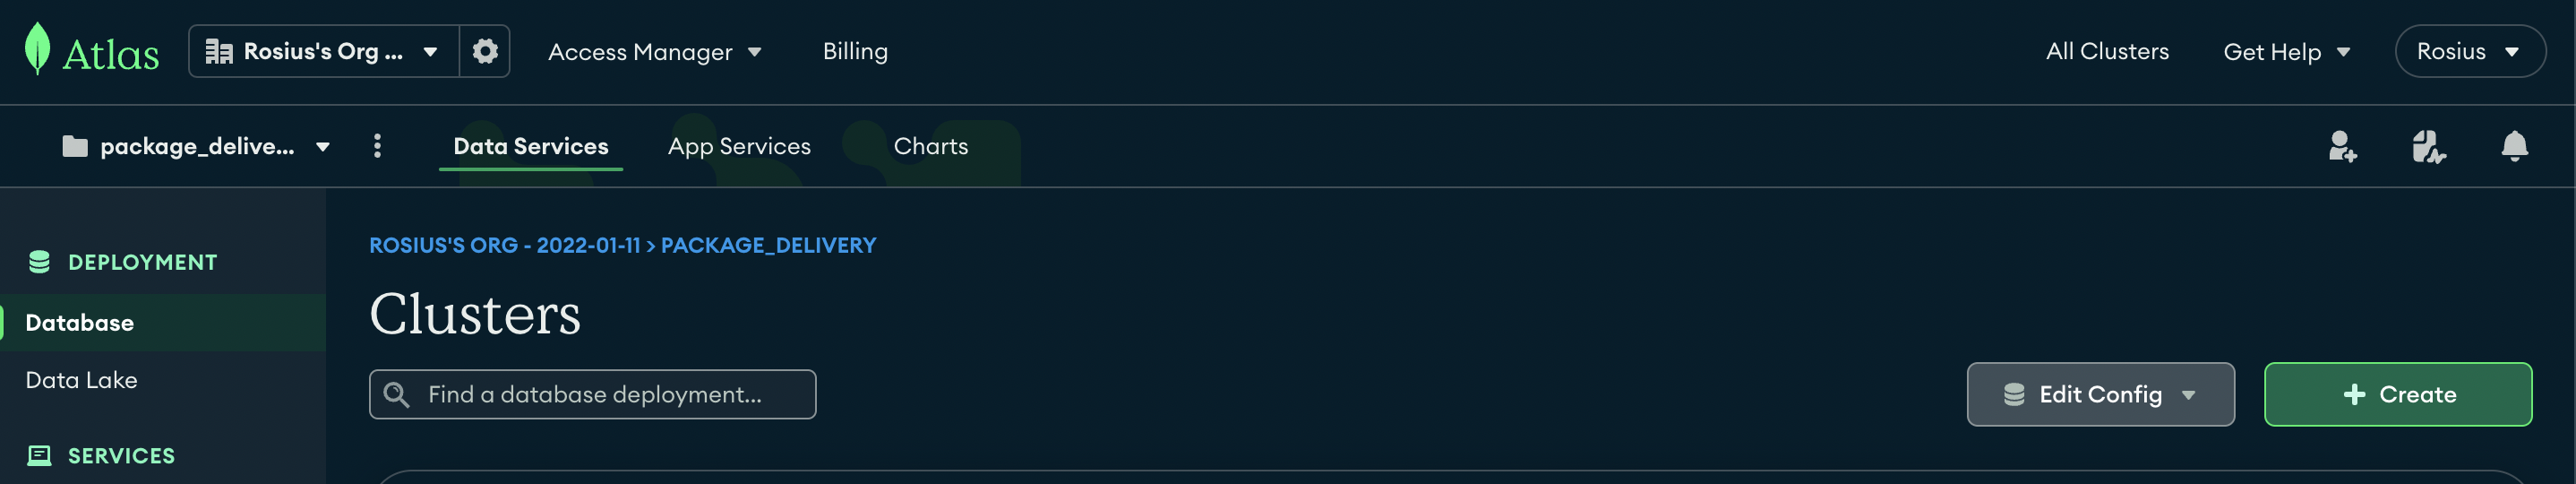 Atlas Rosius's Org ... Access Manager Billing All Clusters Get Help Rosius
package_delive... Data Services App Services Charts
DEPLOYMENT
Database
Data Lake
SERVICES
ROSIUS'S ORG - 2022-01-11 > PACKAGE_DELIVERY
Clusters
Find a database deployment...
Edit Config
+ Create